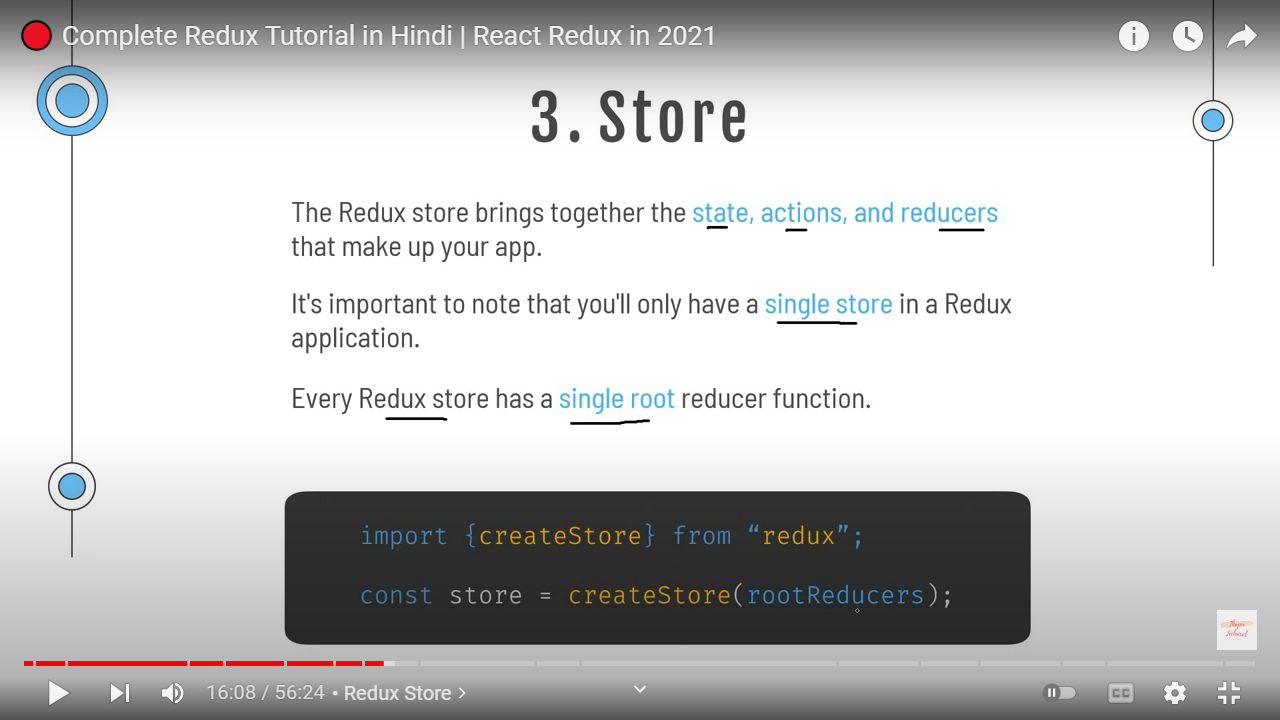 Complete Redux Tutorial in Hindi | React Redux in 2021
3. Store
The Redux store brings together the state, actions, and reducers
that make up your app.
It's important to note that you'll only have a single store in a Redux
application.
Every Redux store has a single root reducer function.
import {createStore} from “redux”;
const store = createStore(rootReducers);
Thapa
Technical
16:08 / 56:24 • Redux Store >
CC